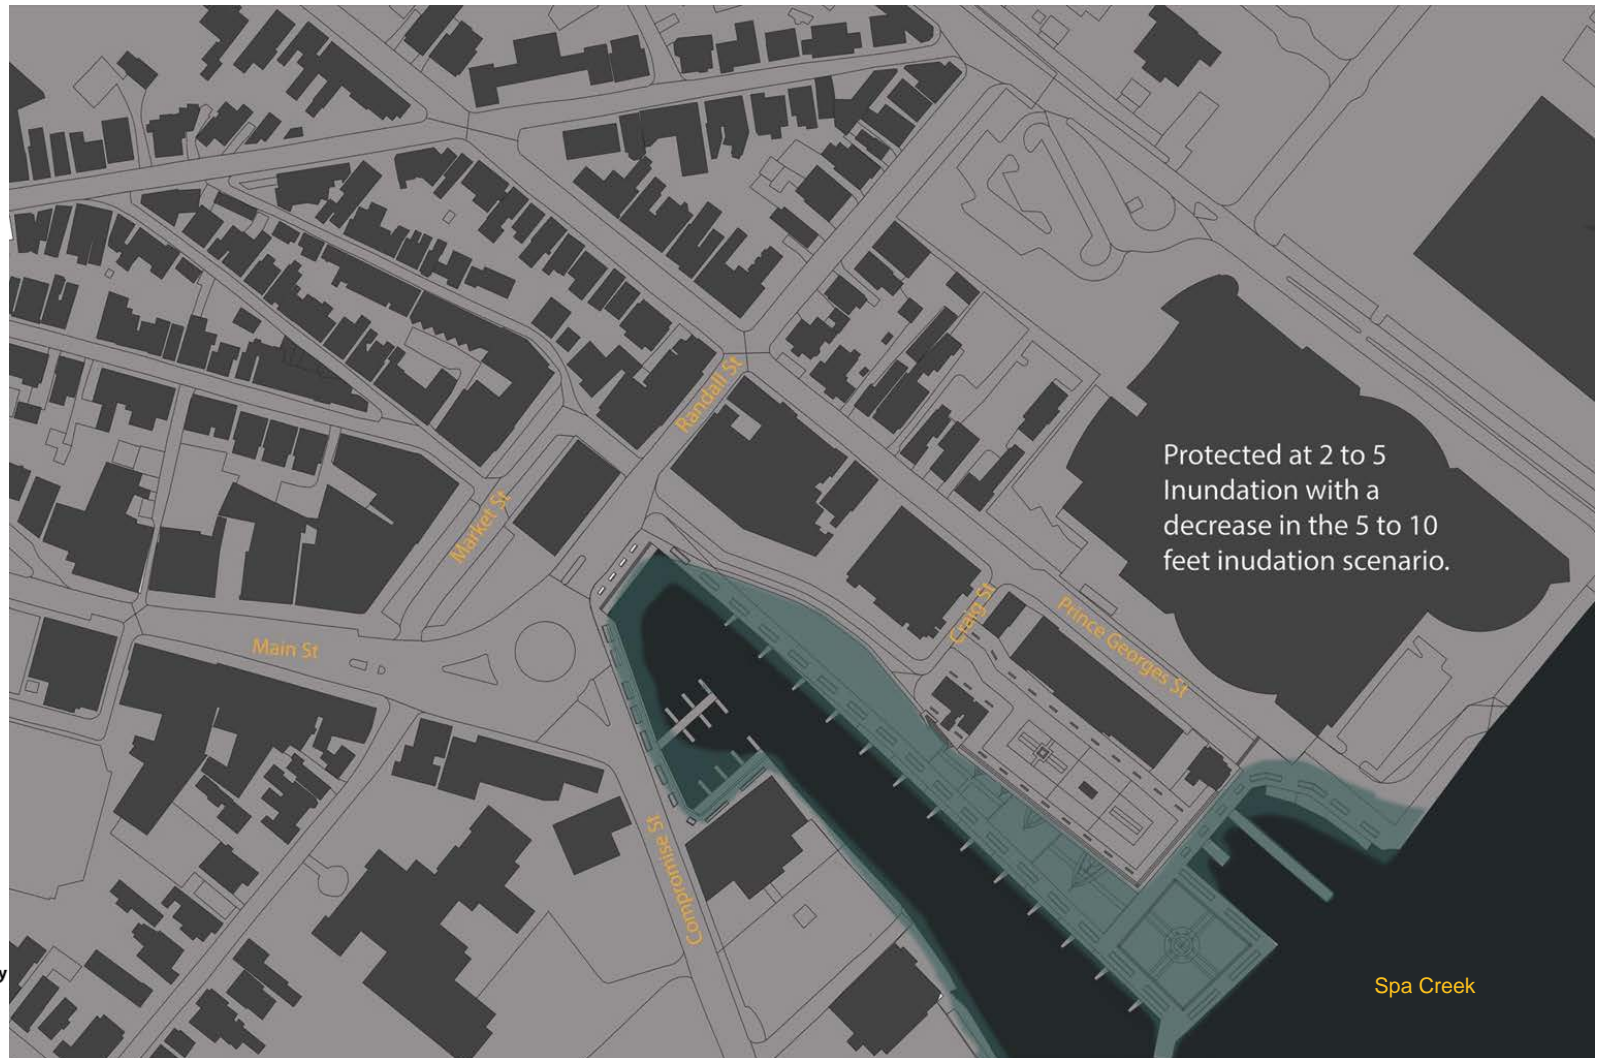 Randall St
Market St
Protected at 2 to 5
Inundation with a
decrease in the 5 to 10
feet inudation scenario.
Craig St
Prince Georges St
Main St
Compromise St
y
Spa Creek